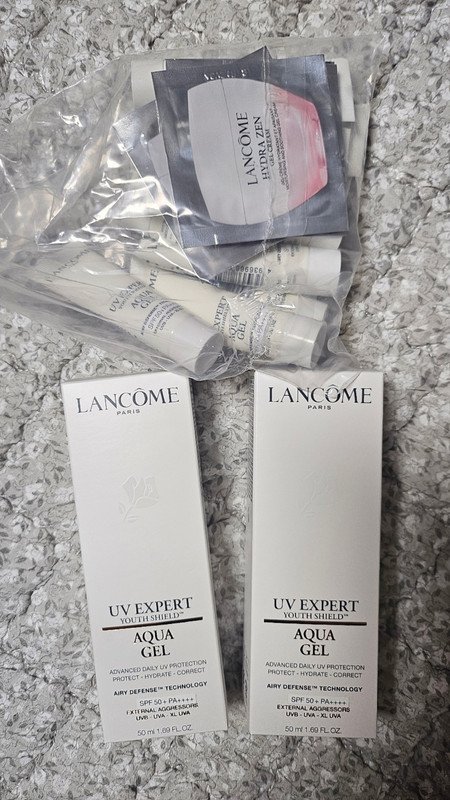 LANCÔME
HYDRA ZEN
GEL CREAM
LANCÔME
UV EXPERT
AQUA
GEL
EXPERT
AQUA
GEL
LANCÔME
PARIS
UV EXPERT
YOUTH SHIELD™
AQUA
GEL
ADVANCED DAILY UV PROTECTION
PROTECT - HYDRATE - CORRECT
AIRY DEFENSE™ TECHNOLOGY
SPF 50+ PA++++
EXTERNAL AGGRESSORS
UVB - UVA - XL UVA
50 ml 1.69 FL.OZ.
LANCÔME
PARIS
UV EXPERT
YOUTH SHIELD™
AQUA
GEL
ADVANCED DAILY UV PROTECTION
PROTECT - HYDRATE - CORRECT
AIRY DEFENSE™ TECHNOLOGY
SPF 50+ PA++++
EXTERNAL AGGRESSORS
UVB - UVA - XL UVA
50 ml 1.69 FL.OZ.